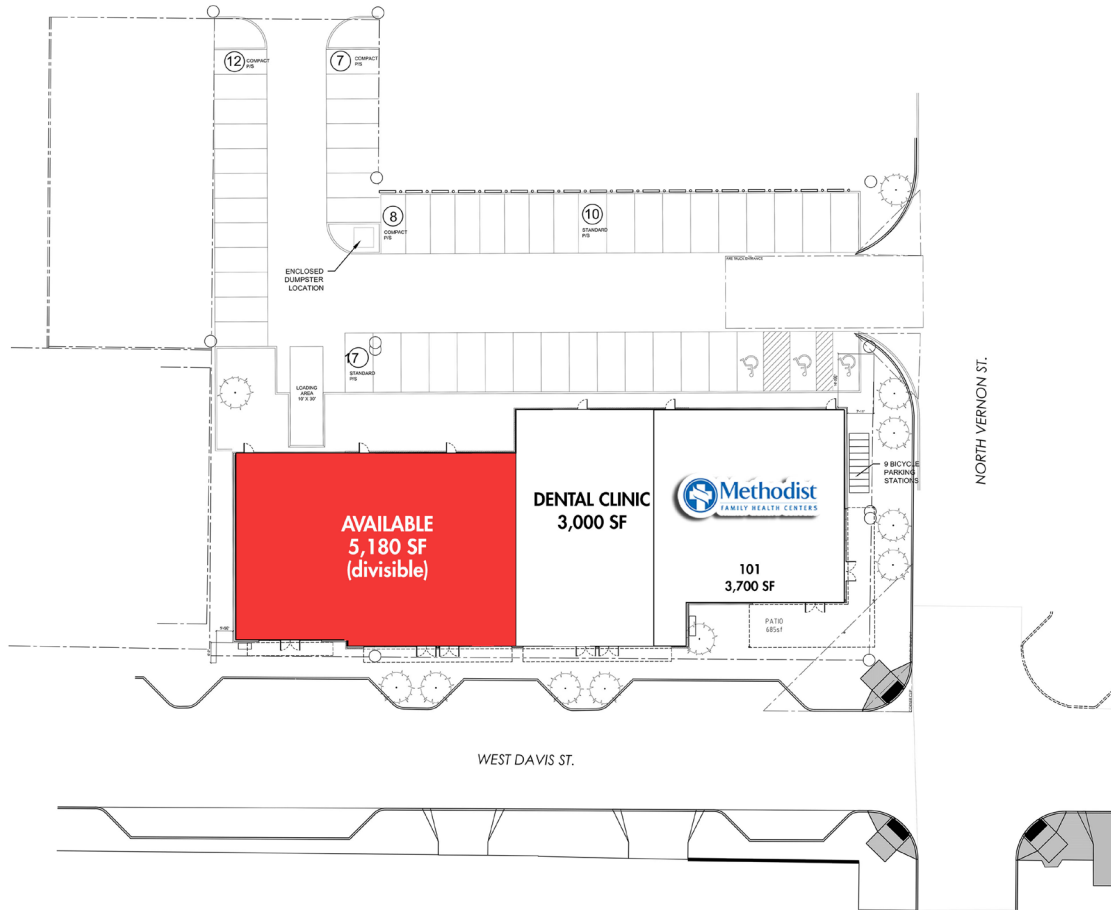 12
COMPACT
P/S
7
COMPACT
P/S
8
COMPACT
P/S
10
STANDARD
P/S
ENCLOSED
DUMPSTER
LOCATION
17
STANDARD
P/S
LOADING
AREA
10' X 30'
9 BICYCLE
PARKING
STATIONS
NORTH VERNON ST.
AVAILABLE
5,180 SF
(divisible)
DENTAL CLINIC
3,000 SF
Methodist
FAMILY HEALTH CENTERS
101
3,700 SF
PATIO
685sf
WEST DAVIS ST.